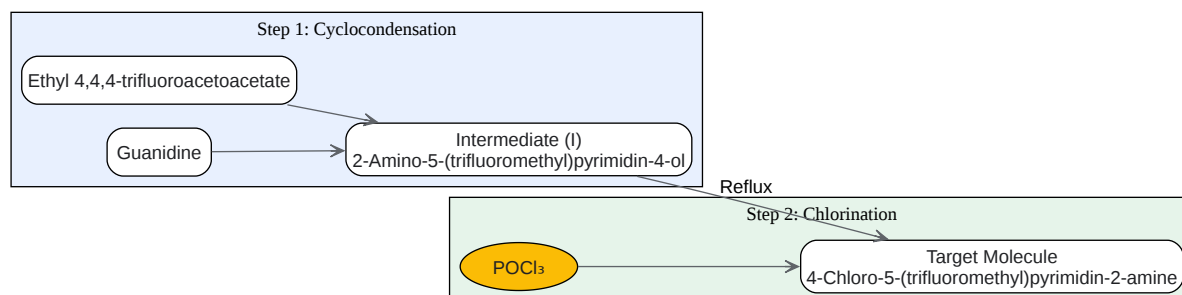 Step 1: Cyclocondensation
Ethyl 4,4,4-trifluoroacetoacetate
Guanidine
Intermediate (I)
2-Amino-5-(trifluoromethyl)pyrimidin-4-ol
Reflux
Step 2: Chlorination
POCl₃
Target Molecule
4-Chloro-5-(trifluoromethyl)pyrimidin-2-amine